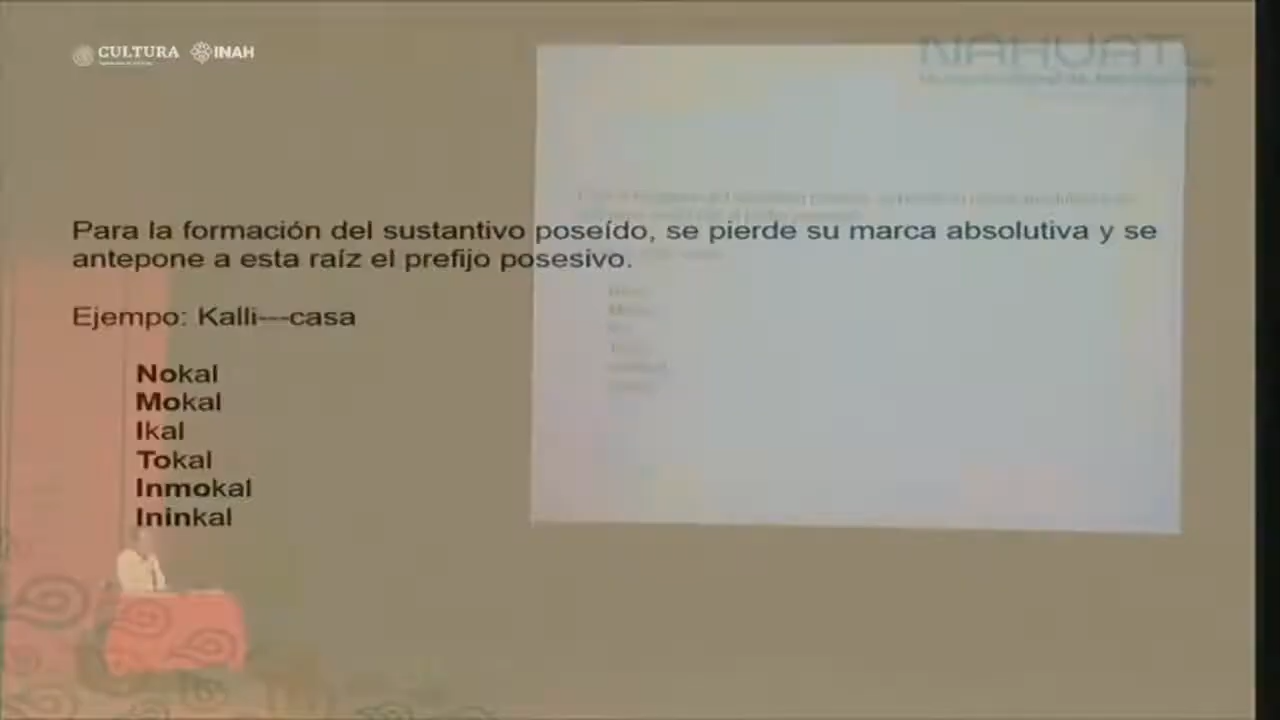 CULTURA INAH
NAHUATL
Para la formación del sustantivo poseído, se pierde su marca absolutiva y se
antepone a esta raíz el prefijo posesivo.
Ejempo: Kalli---casa
Nokal
Mokal
Ikal
Tokal
Inmokal
Ininkal